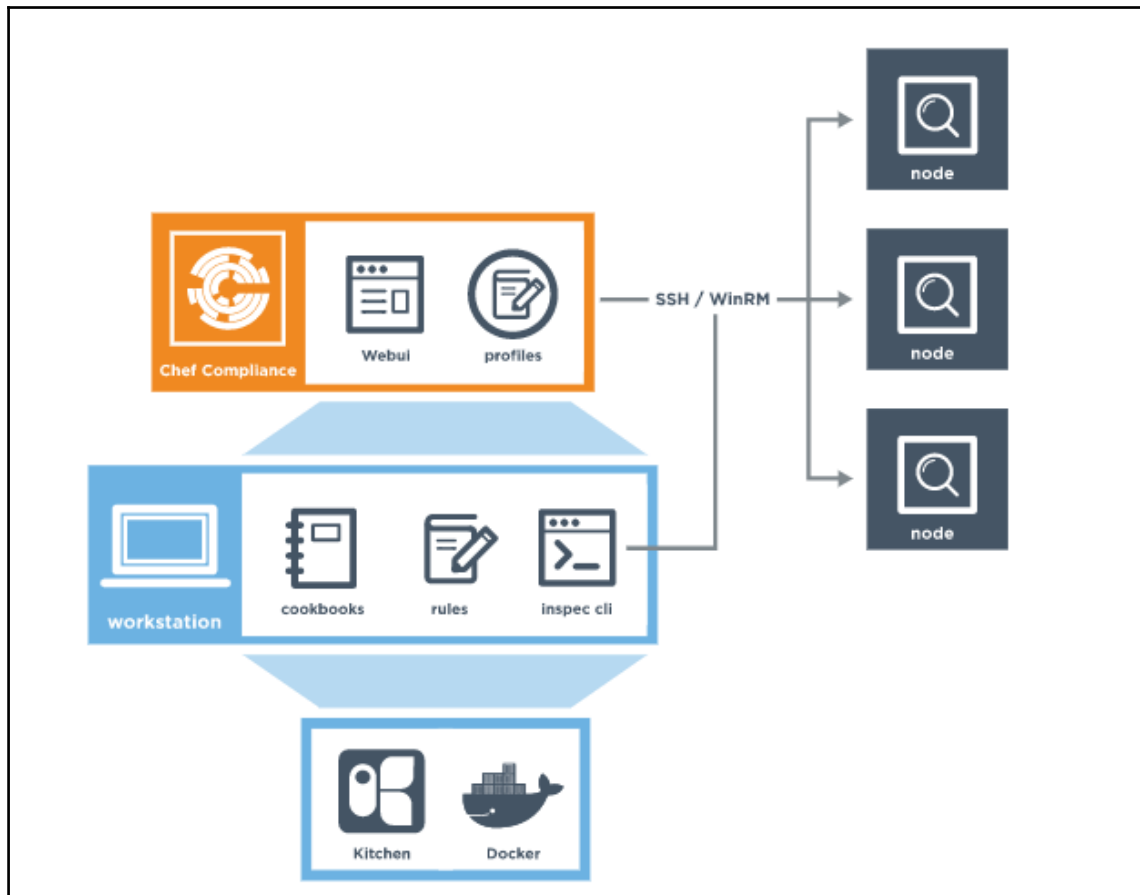 node
SSH / WinRM
Webui
profiles
Chef Compliance
node
node
cookbooks
rules
inspec cli
workstation
Kitchen
Docker